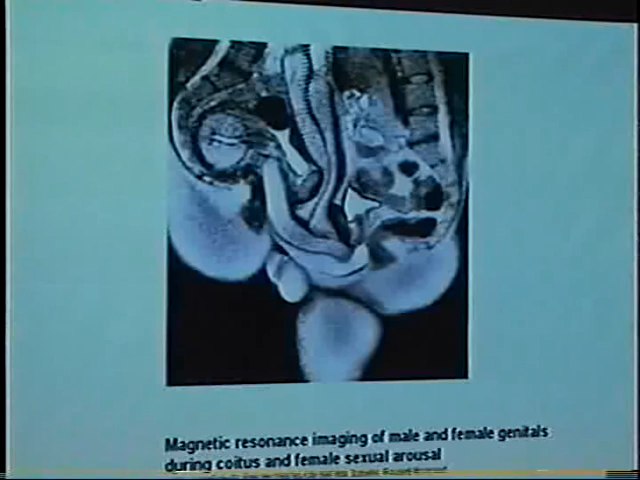 Magnetic resonance imaging of male and female genitals
during coitus and female sexual arousal